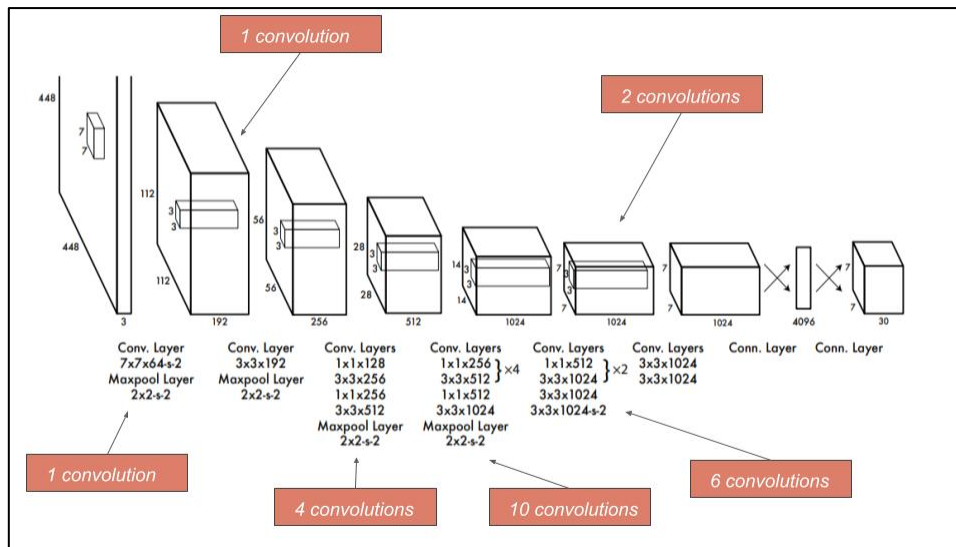 1 convolution
2 convolutions
448
7
7
448
3
112
3
3
112
192
56
3
3
56
256
28
3
3
28
512
14
3
3
14
1024
7
3
3
7
1024
7
7
1024
4096
7
7
30
Conv. Layer
7x7x64-s-2
Maxpool Layer
2x2-s-2
Conv. Layer
3x3x192
Maxpool Layer
2x2-s-2
Conv. Layers
1x1x128
3x3x256
1x1x256
3x3x512
Maxpool Layer
2x2-s-2
Conv. Layers
1x1x256
3x3x512
}×4
1x1x512
3x3x1024
Maxpool Layer
2x2-s-2
Conv. Layers
1x1x512
3x3x1024
}×2
3x3x1024
3x3x1024-s-2
Conv. Layers
3x3x1024
3x3x1024
Conn. Layer
Conn. Layer
1 convolution
4 convolutions
10 convolutions
6 convolutions